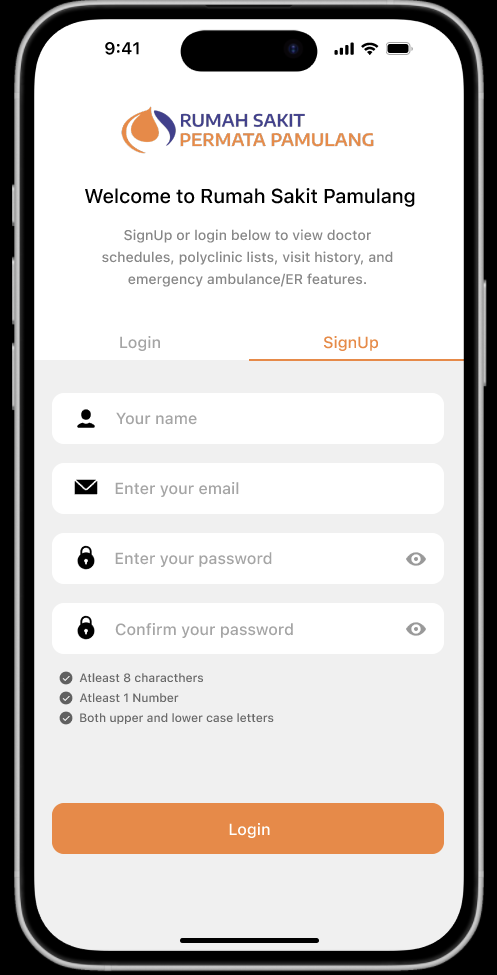 9:41
RUMAH SAKIT
PERMATA PAMULANG
Welcome to Rumah Sakit Pamulang
SignUp or login below to view doctor
schedules, polyclinic lists, visit history, and
emergency ambulance/ER features.
Login SignUp
Your name
Enter your email
Enter your password
Confirm your password
Atleast 8 characthers
Atleast 1 Number
Both upper and lower case letters
Login